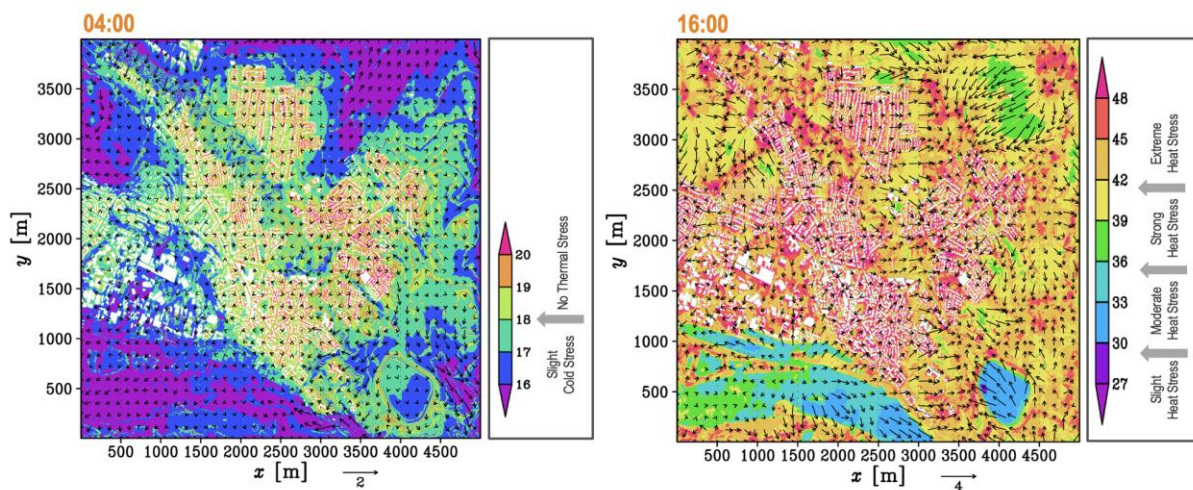 04:00
3500
3000
2500
2000
1500
1000
500
y [m]
500 1000 1500 2000 2500 3000 3500 4000 4500
x [m]
2
20
19
18
17
16
No Thermal Stress
Slight
Cold Stress
16:00
3500
3000
2500
2000
1500
1000
500
y [m]
500 1000 1500 2000 2500 3000 3500 4000 4500
x [m]
4
48
45
42
39
36
33
30
27
Extreme
Heat Stress
Strong
Heat Stress
Moderate
Heat Stress
Slight
Heat Stress